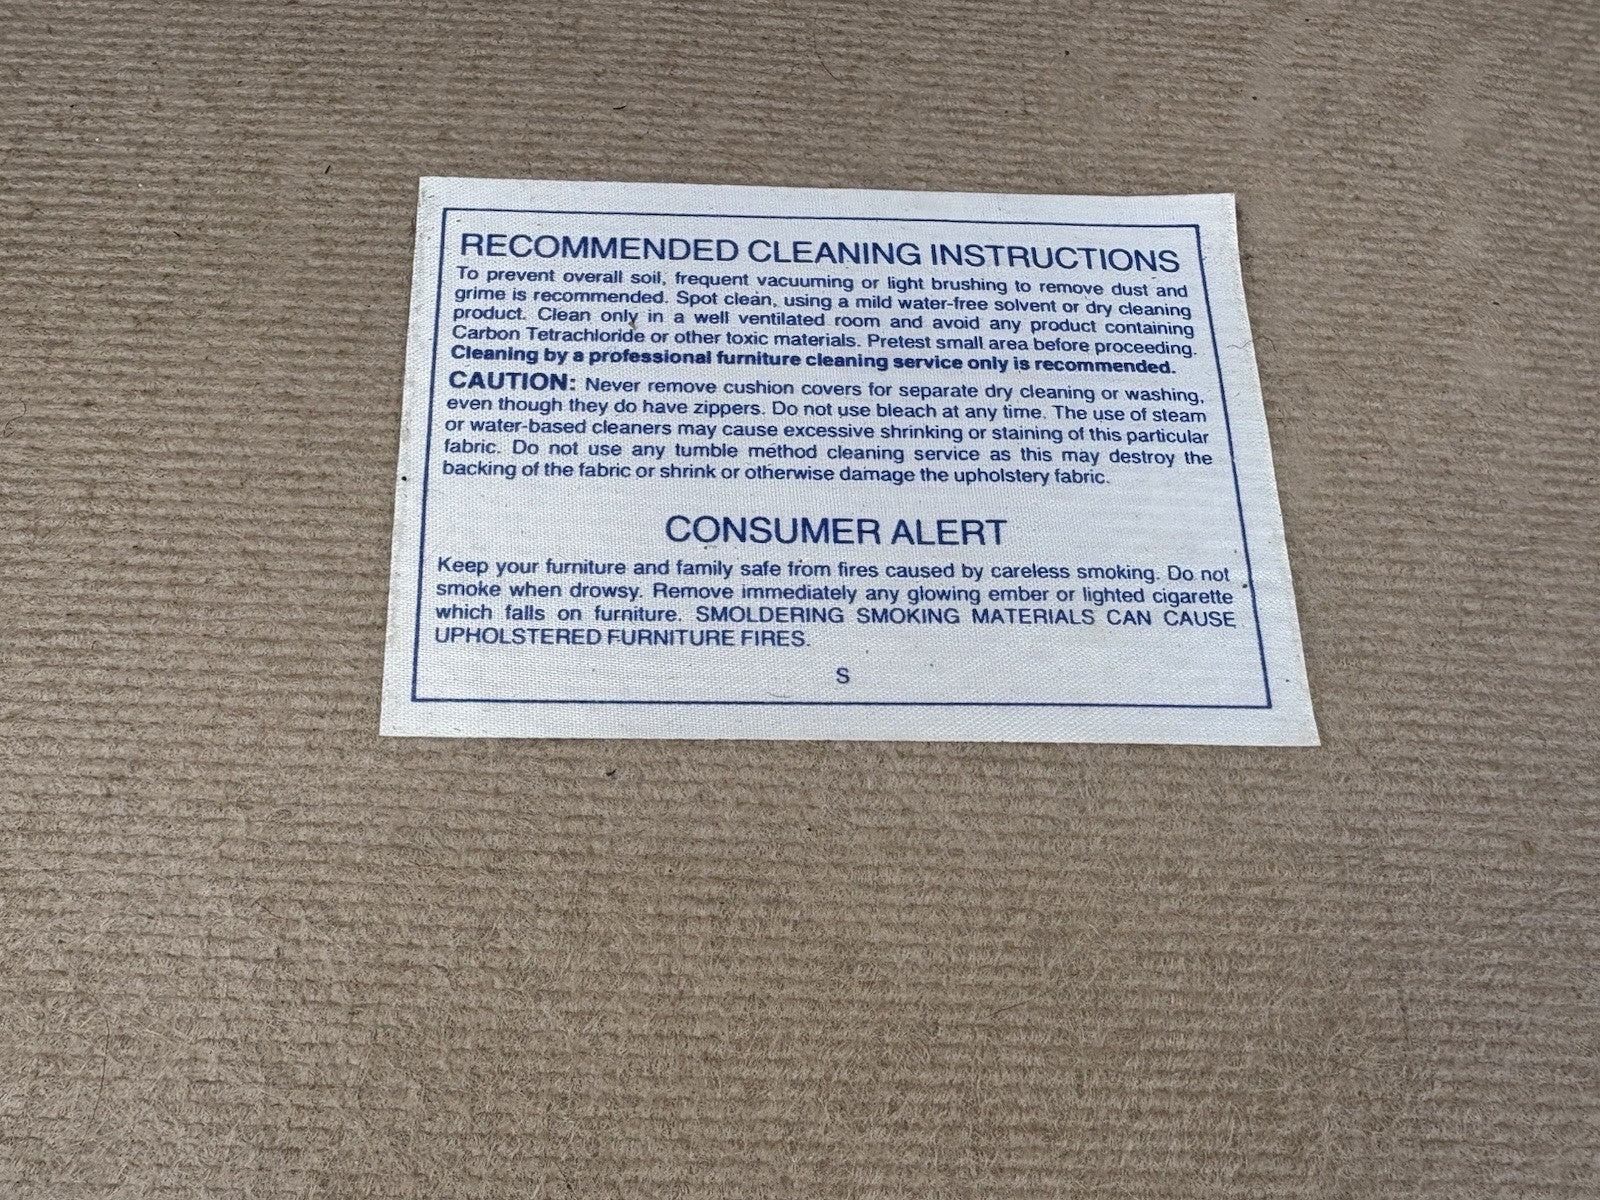 RECOMMENDED CLEANING INSTRUCTIONS
To prevent overall soil, frequent vacuuming or light brushing to remove dust and
grime is recommended. Spot clean, using a mild water-free solvent or dry cleaning
product. Clean only in a well ventilated room and avoid any product containing
Carbon Tetrachloride or other toxic materials. Pretest small area before proceeding.
Cleaning by a professional furniture cleaning service only is recommended.
CAUTION: Never remove cushion covers for separate dry cleaning or washing,
even though they do have zippers. Do not use bleach at any time. The use of steam
or water-based cleaners may cause excessive shrinking or staining of this particular
fabric. Do not use any tumble method cleaning service as this may destroy the
backing of the fabric or shrink or otherwise damage the upholstery fabric.
CONSUMER ALERT
Keep your furniture and family safe from fires caused by careless smoking. Do not
smoke when drowsy. Remove immediately any glowing ember or lighted cigarette
which falls on furniture. SMOLDERING SMOKING MATERIALS CAN CAUSE
UPHOLSTERED FURNITURE FIRES.
S